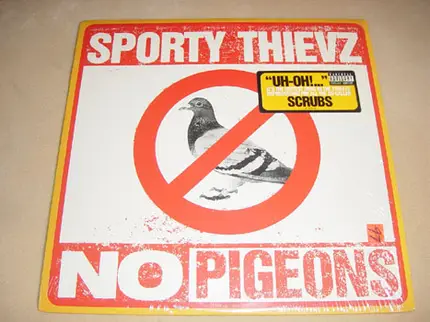 SPORTY THIEVZ
"UH-OH!..."
SCRUBS
NO PIGEONS